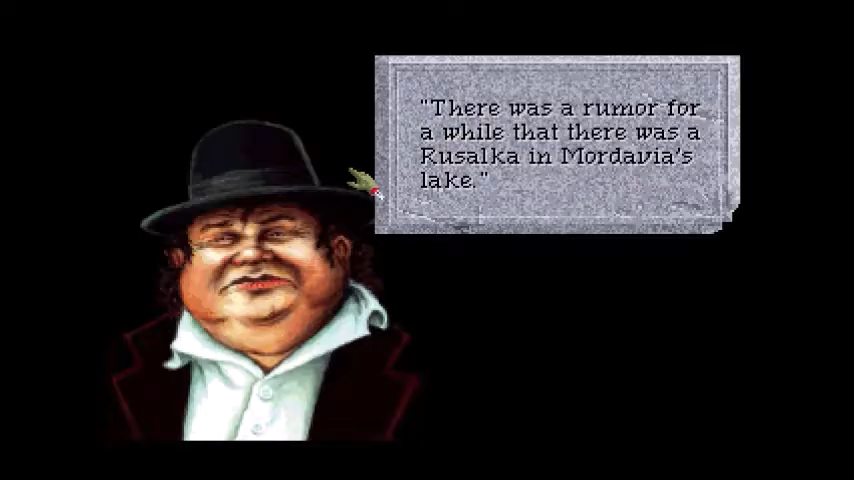 "There was a rumor for
a while that there was a
Rusalka in Mordavia's
lake."